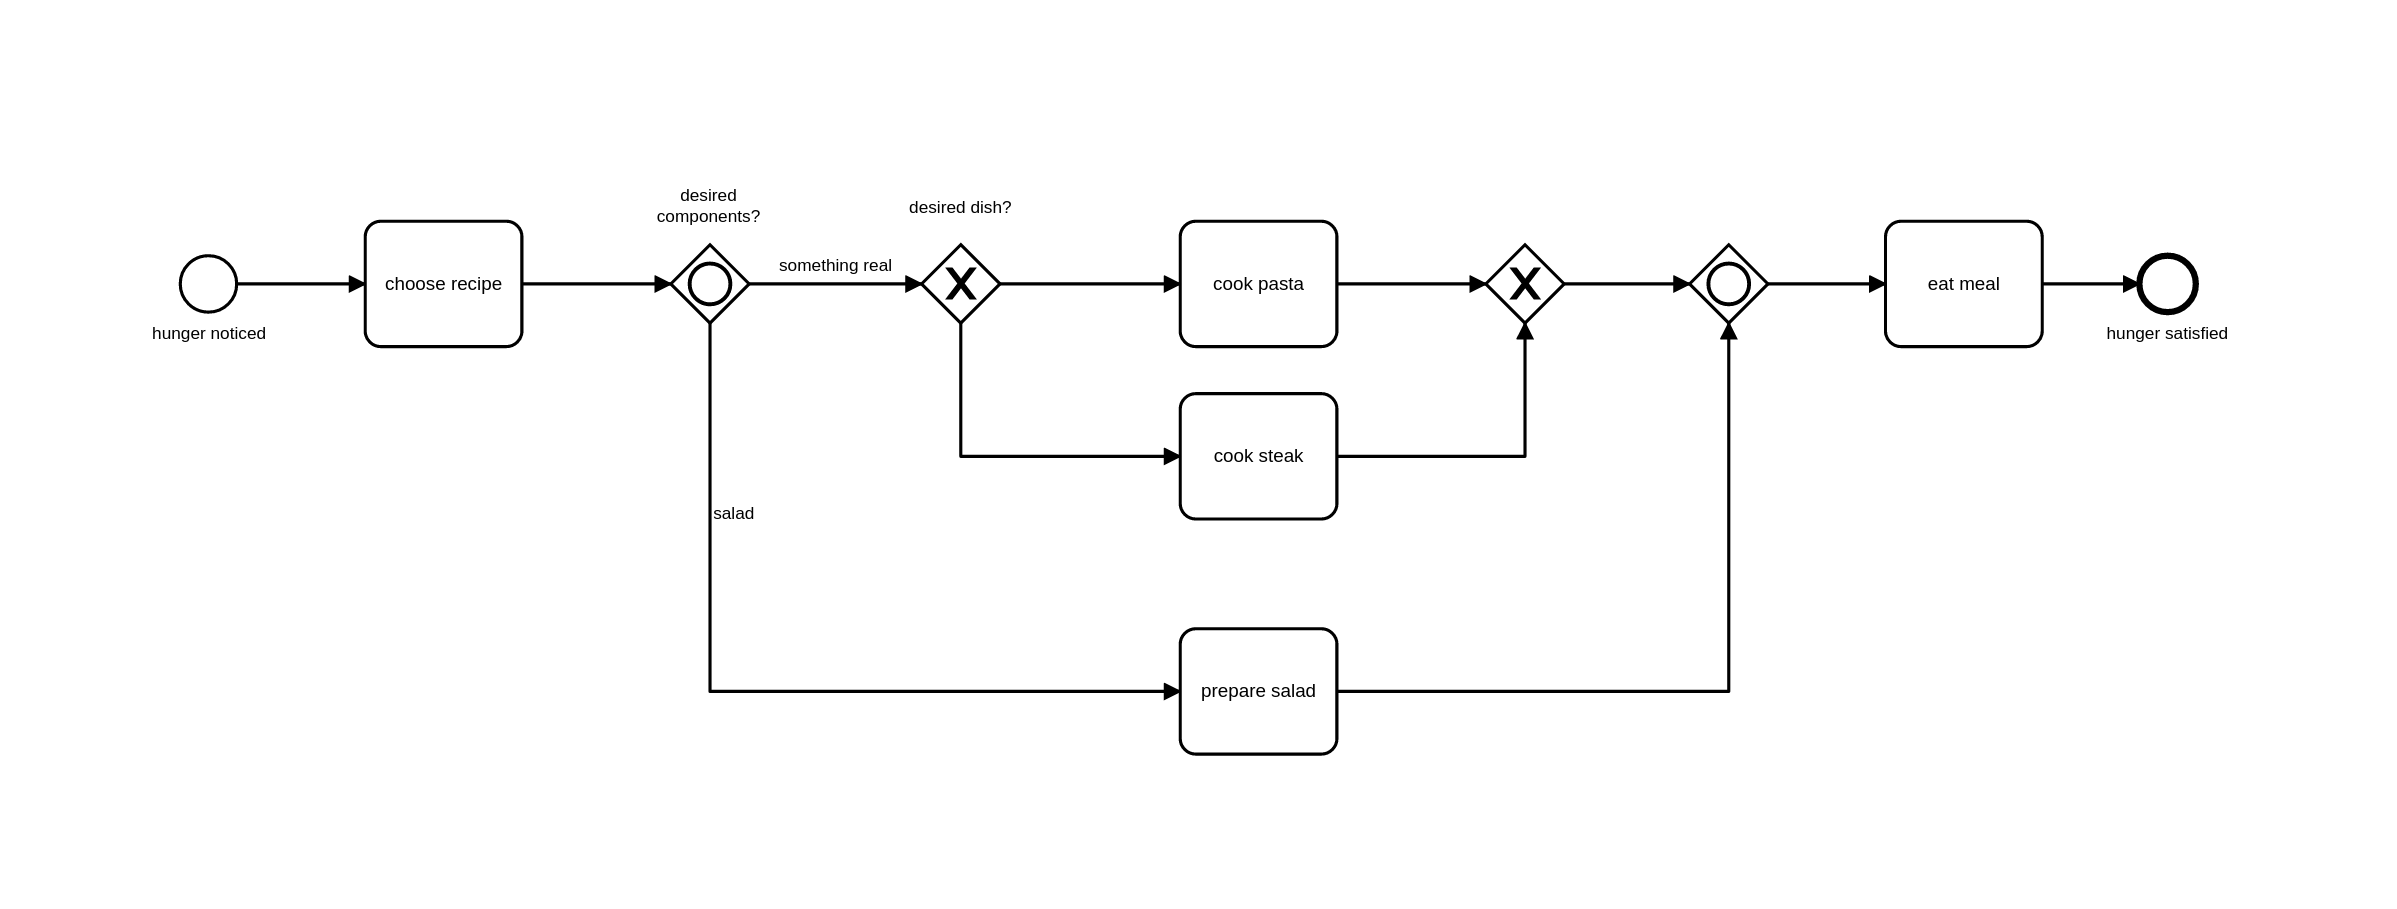 desired
components?
desired dish?
something real
choose recipe
cook pasta
eat meal
hunger noticed
hunger satisfied
cook steak
salad
prepare salad